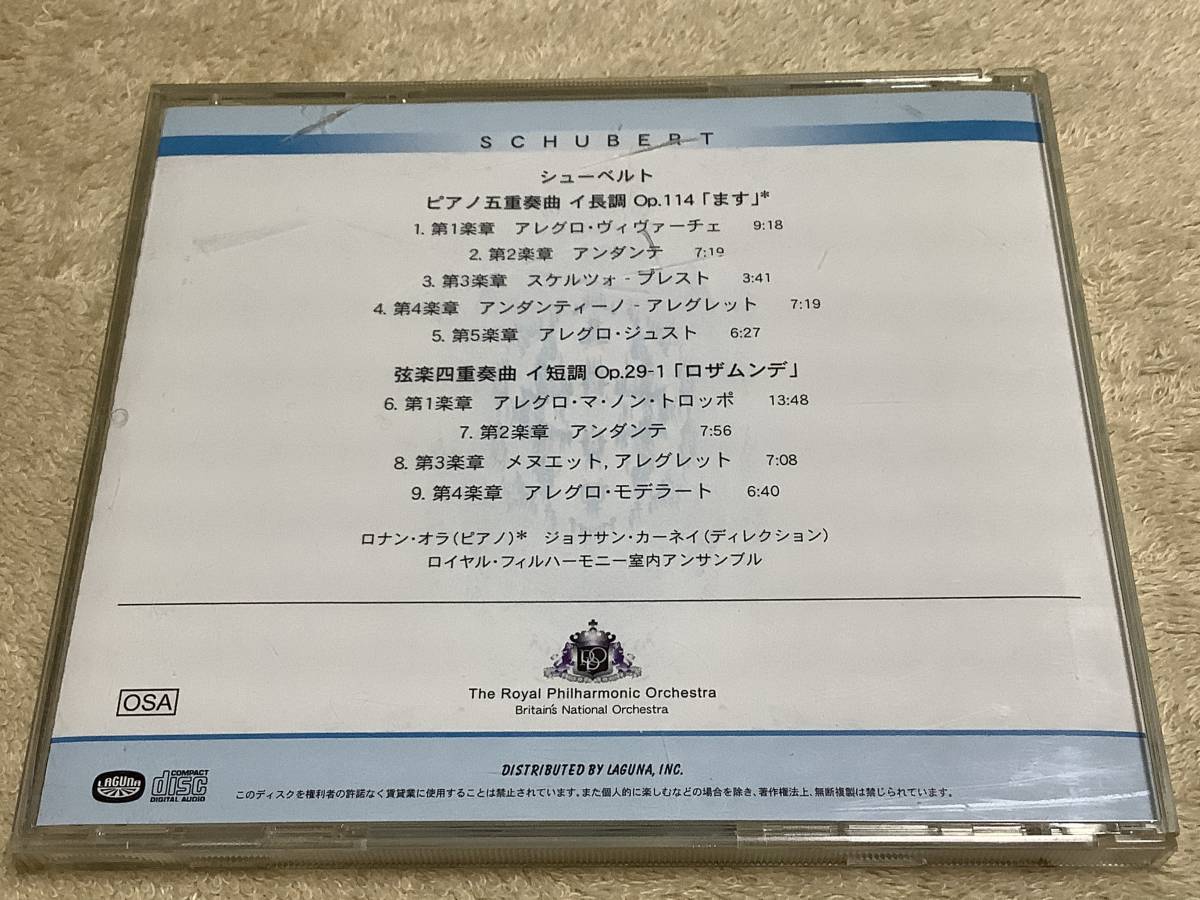 SCHUBERT
シューベルト
ピアノ五重奏曲 イ長調 Op.114「ます」*
1. 第1楽章 アレグロ・ヴィヴァーチェ 9:18
2. 第2楽章 アンダンテ 7:19
3. 第3楽章 スケルツォ - プレスト 3:41
4. 第4楽章 アンダンティーノ - アレグレット 7:19
5. 第5楽章 アレグロ・ジュスト 6:27
弦楽四重奏曲 イ短調 Op.29-1「ロザムンデ」
6. 第1楽章 アレグロ・マ・ノン・トロッポ 13:48
7. 第2楽章 アンダンテ 7:56
8. 第3楽章 メヌエット, アレグレット 7:08
9. 第4楽章 アレグロ・モデラート 6:40
ロナン・オラ(ピアノ)* ジョナサン・カーネイ(ディレクション)
ロイヤル・フィルハーモニー室内アンサンブル
RPO
The Royal Philharmonic Orchestra
Britain's National Orchestra
OSA
DISTRIBUTED BY LAGUNA, INC.
LAGUNA
COMPACT
disc
DIGITAL AUDIO
このディスクを権利者の許諾なく賃貸業に使用することは禁止されています。また個人的に楽しむなどの場合を除き、著作権法上、無断複製は禁じられています。